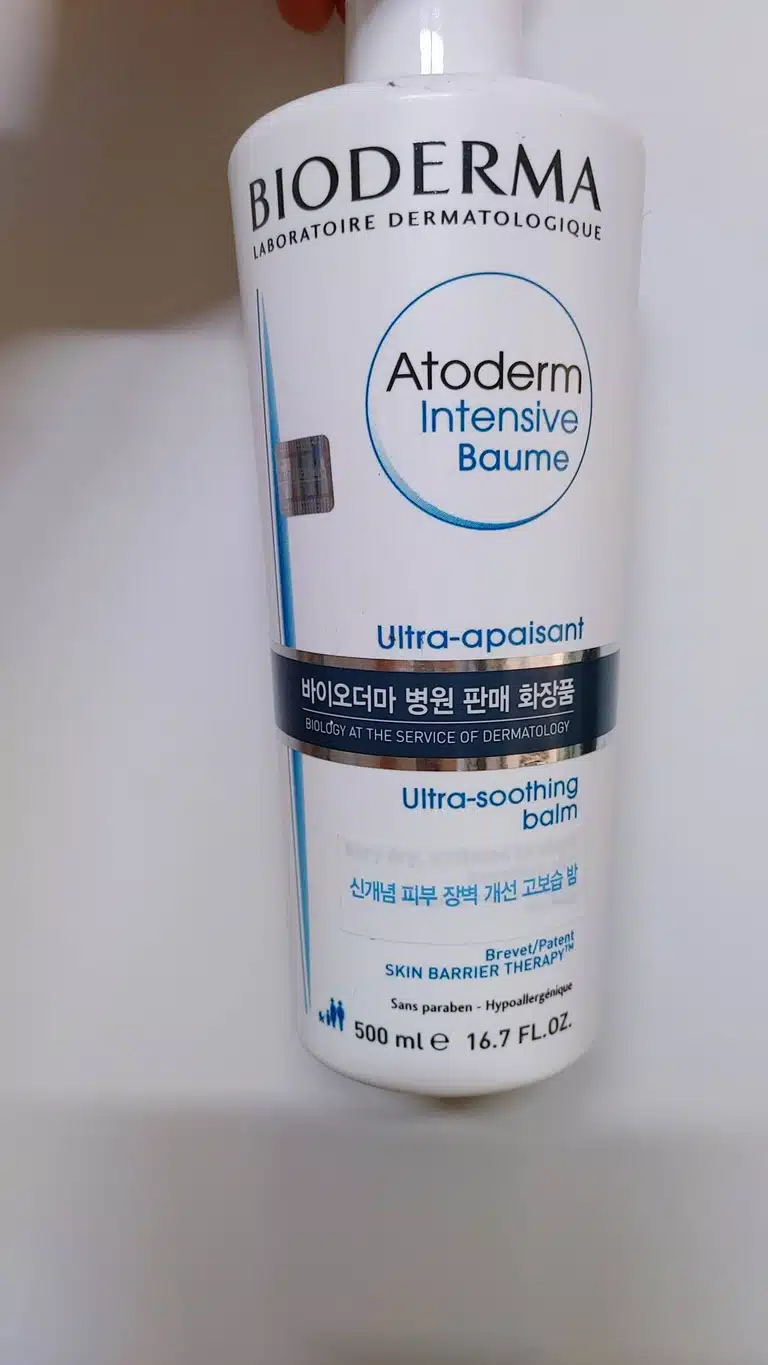 BIODERMA
LABORATOIRE DERMATOLOGIQUE
Atoderm
Intensive
Baume
Ultra-apaisant
바이오더마 병원 판매 화장품
BIOLOGY AT THE SERVICE OF DERMATOLOGY
Ultra-soothing
balm
신개념 피부 장벽 개선 고보습 밤
Brevet/Patent
SKIN BARRIER THERAPY™
Sans paraben - Hypoallergénique
500 ml ℮ 16.7 FL.OZ.